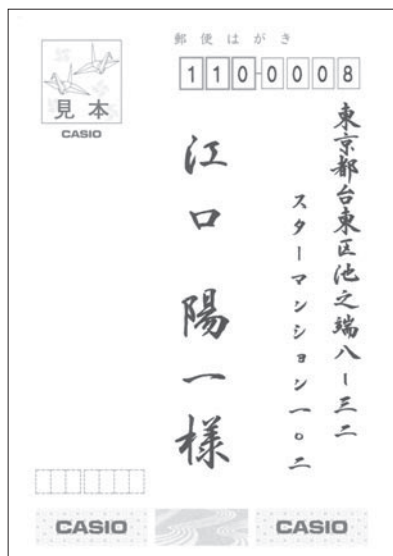 郵便はがき
110-0008
東京都台東区池之端八ー三二
スターマンション一〇二
江口 陽一様
見本
CASIO
CASIO
CASIO